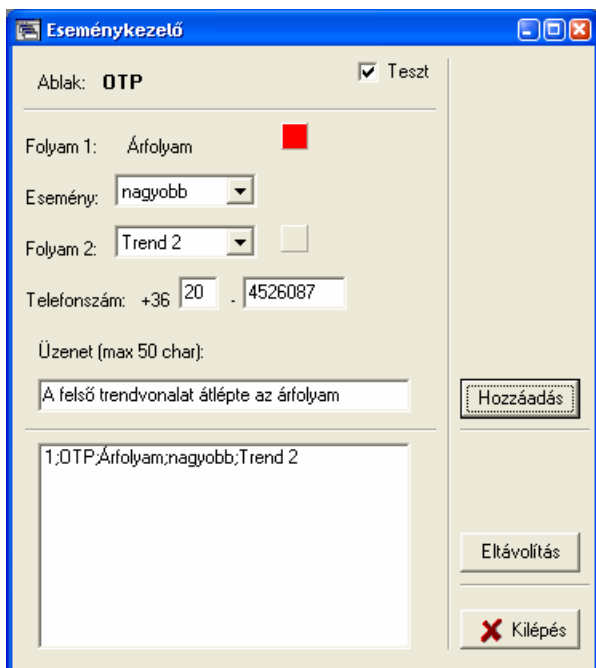 Eseménykezelő
Ablak: OTP
Teszt
Folyam 1: Árfolyam
Esemény: nagyobb
Folyam 2: Trend 2
Telefonszám: +36 20 - 4526087
Üzenet (max 50 char):
A felső trendvonalat átlépte az árfolyam
Hozzáadás
1;OTP;Árfolyam;nagyobb;Trend 2
Eltávolítás
Kilépés